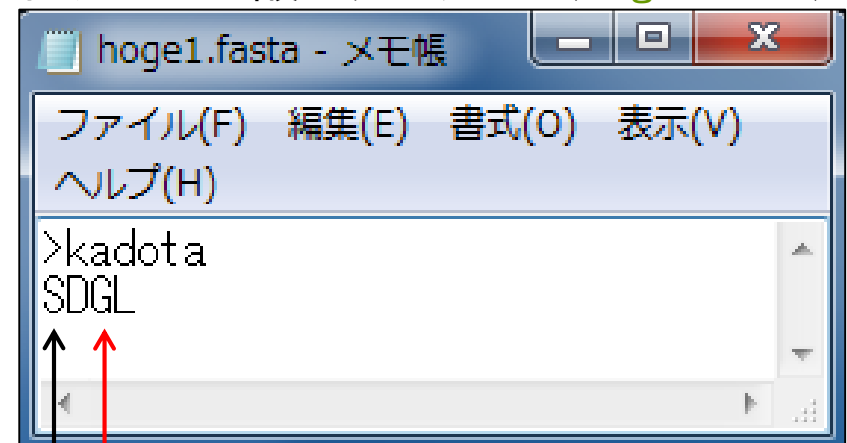 hoge1.fasta - メモ帳
ファイル(F) 編集(E) 書式(O) 表示(V)
ヘルプ(H)
>kadota
SDGL